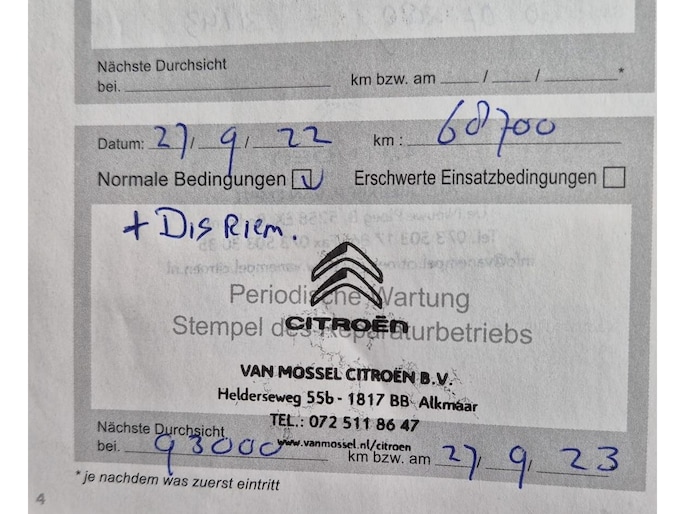 Nächste Durchsicht
bei. km bzw. am / / *
Datum: 27/ 9/ 22 km : 68700
Normale Bedingungen Erschwerte Einsatzbedingungen
+ Dis Riem.
Periodische Wartung
CITROËN
Stempel des Reparaturbetriebs
VAN MOSSEL CITROËN B.V.
Helderseweg 55b - 1817 BB Alkmaar
TEL.: 072 511 86 47
www.vanmossel.nl/citroen
Nächste Durchsicht
bei. 93000 km bzw. am 27/ 9/ 23
* je nachdem was zuerst eintritt
4